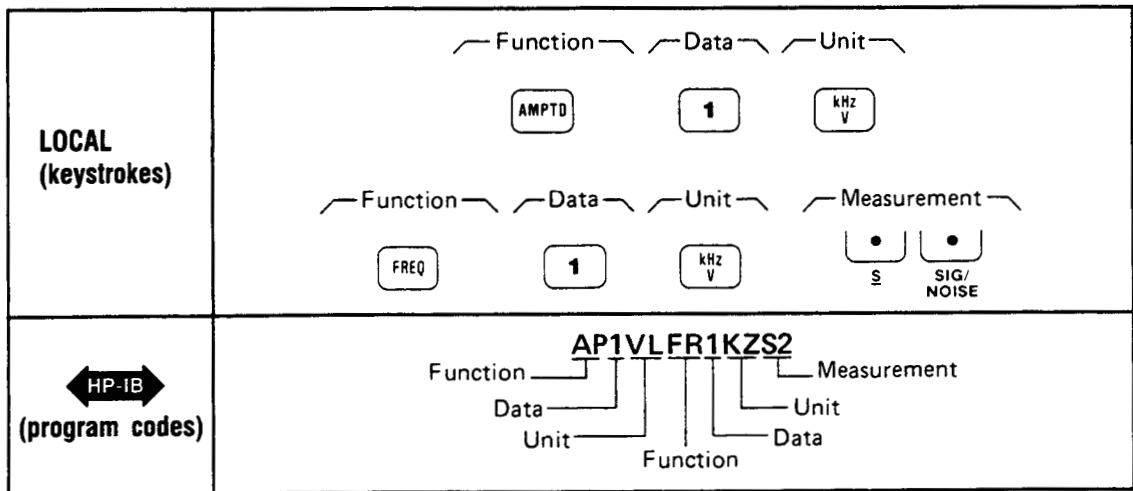 Function Data Unit
AMPTD 1 kHz
V
LOCAL
(keystrokes)
Function Data Unit Measurement
FREQ 1 kHz
V
S SIG/
NOISE
HP-IB
(program codes)
AP1VLFR1KZS2
Function Measurement
Data Unit
Unit Data
Function